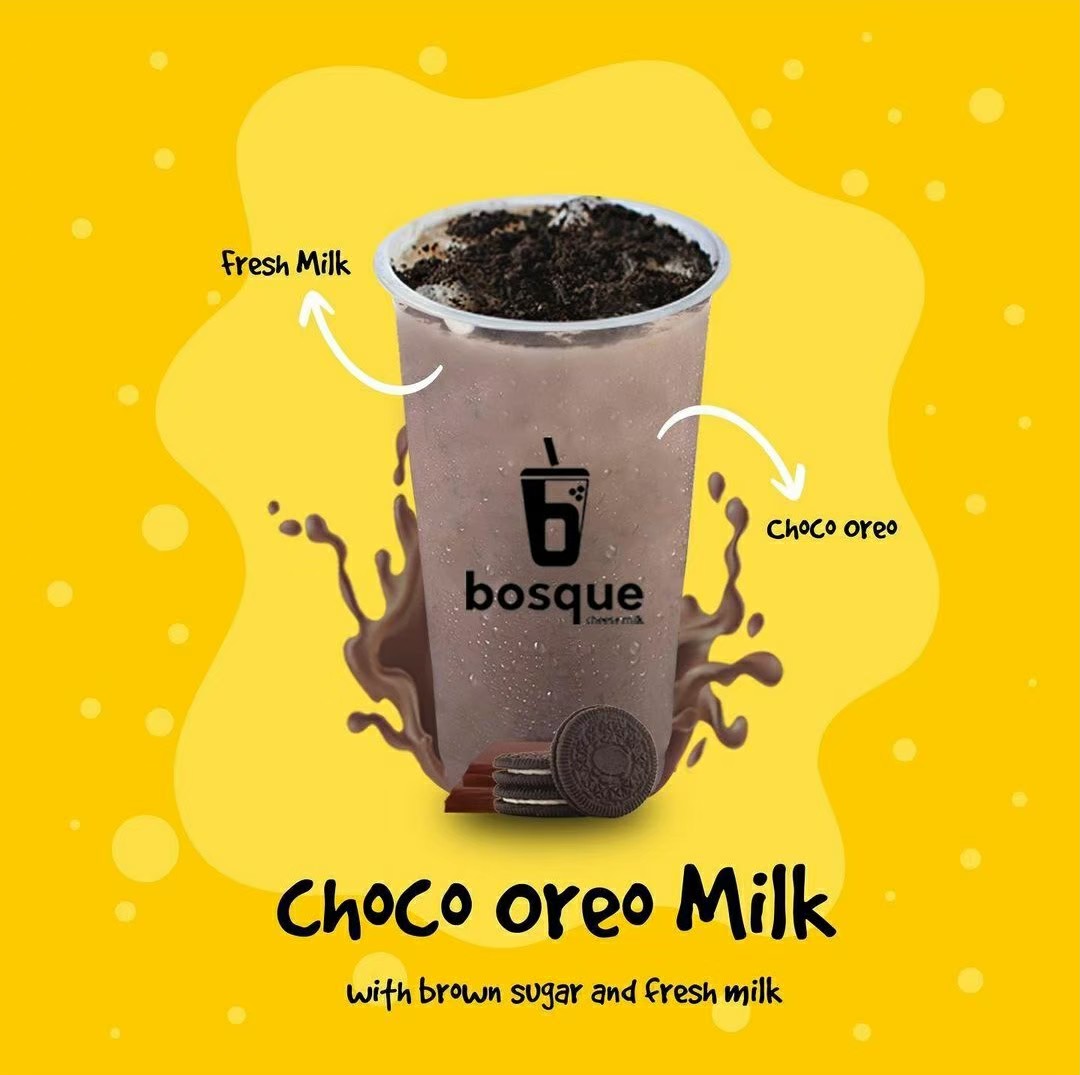 Fresh Milk
Choco Oreo
bosque
cheese milk
Choco Oreo Milk
with brown sugar and fresh milk